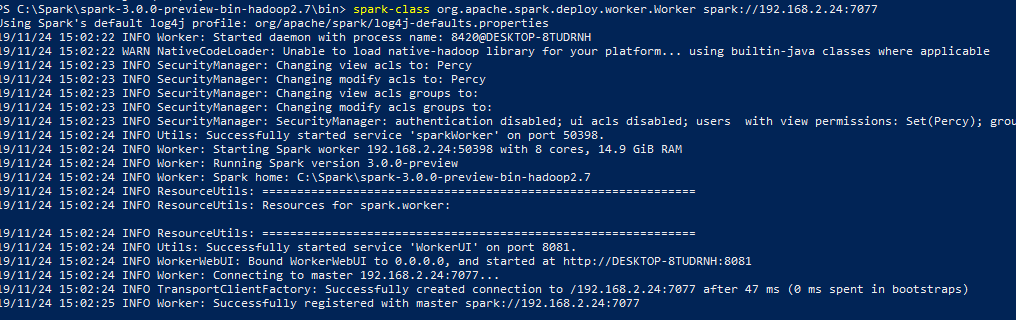 PS C:\Spark\spark-3.0.0-preview-bin-hadoop2.7\bin> spark-class org.apache.spark.deploy.worker.Worker spark://192.168.2.24:7077
Using Spark's default log4j profile: org/apache/spark/log4j-defaults.properties
19/11/24 15:02:22 INFO Worker: Started daemon with process name: 8420@DESKTOP-8TUDRNH
19/11/24 15:02:22 WARN NativeCodeLoader: Unable to load native-hadoop library for your platform... using builtin-java classes where applicable
19/11/24 15:02:23 INFO SecurityManager: Changing view acls to: Percy
19/11/24 15:02:23 INFO SecurityManager: Changing modify acls to: Percy
19/11/24 15:02:23 INFO SecurityManager: Changing view acls groups to:
19/11/24 15:02:23 INFO SecurityManager: Changing modify acls groups to:
19/11/24 15:02:23 INFO SecurityManager: SecurityManager: authentication disabled; ui acls disabled; users  with view permissions: Set(Percy); grou
19/11/24 15:02:24 INFO Utils: Successfully started service 'sparkWorker' on port 50398.
19/11/24 15:02:24 INFO Worker: Starting Spark worker 192.168.2.24:50398 with 8 cores, 14.9 GiB RAM
19/11/24 15:02:24 INFO Worker: Running Spark version 3.0.0-preview
19/11/24 15:02:24 INFO Worker: Spark home: C:\Spark\spark-3.0.0-preview-bin-hadoop2.7
19/11/24 15:02:24 INFO ResourceUtils: ==============================================================
19/11/24 15:02:24 INFO ResourceUtils: Resources for spark.worker:
19/11/24 15:02:24 INFO ResourceUtils: ==============================================================
19/11/24 15:02:24 INFO Utils: Successfully started service 'WorkerUI' on port 8081.
19/11/24 15:02:24 INFO WorkerWebUI: Bound WorkerWebUI to 0.0.0.0, and started at http://DESKTOP-8TUDRNH:8081
19/11/24 15:02:24 INFO Worker: Connecting to master 192.168.2.24:7077...
19/11/24 15:02:24 INFO TransportClientFactory: Successfully created connection to /192.168.2.24:7077 after 47 ms (0 ms spent in bootstraps)
19/11/24 15:02:25 INFO Worker: Successfully registered with master spark://192.168.2.24:7077